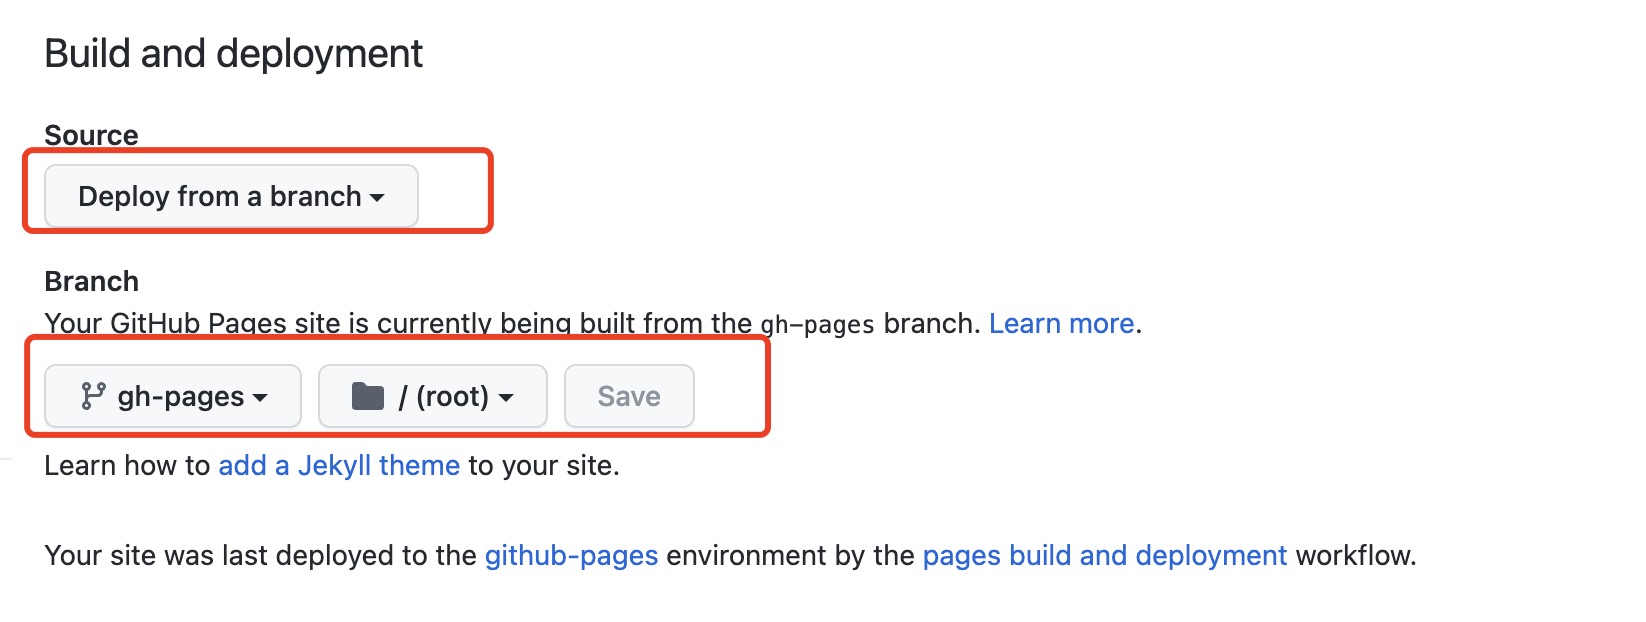 Build and deployment
Source
Deploy from a branch
Branch
Your GitHub Pages site is currently being built from the gh-pages branch. Learn more.
gh-pages / (root) Save
Learn how to add a Jekyll theme to your site.
Your site was last deployed to the github-pages environment by the pages build and deployment workflow.